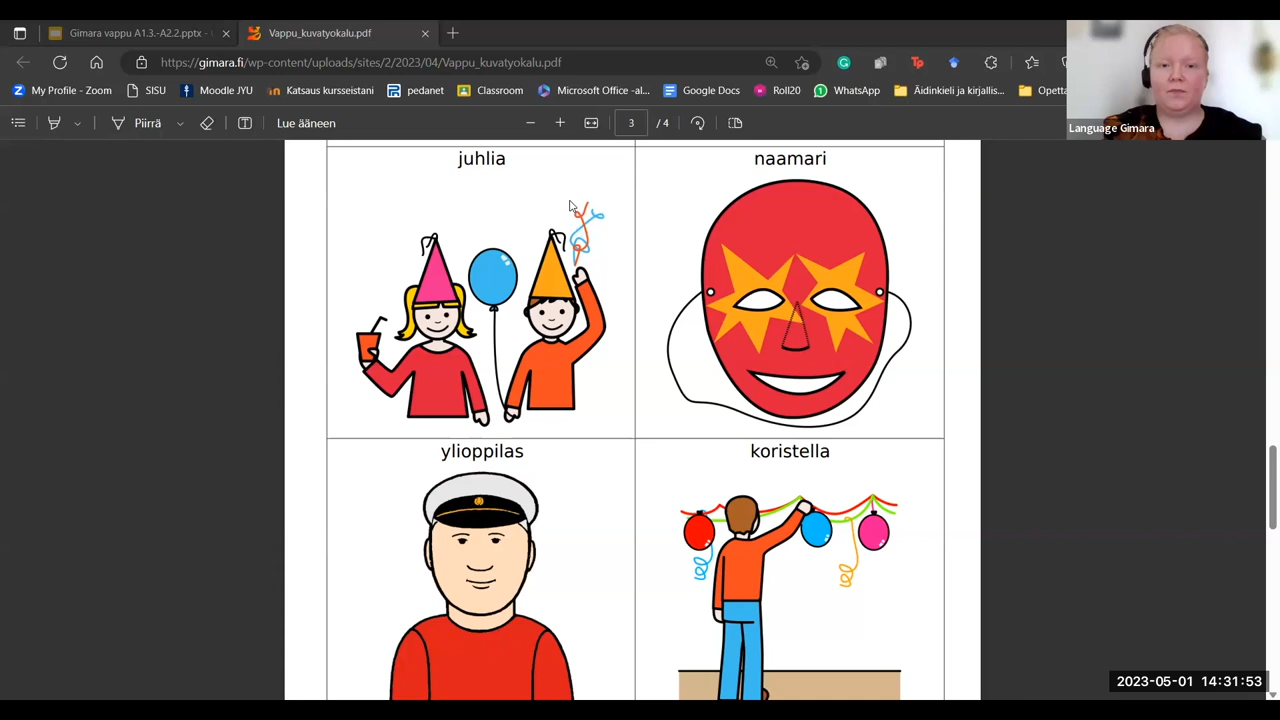 Gimara vappu A1.3.-A2.2.pptx -
Vappu_kuvatyokalu.pdf
https://gimara.fi/wp-content/uploads/sites/2/2023/04/Vappu_kuvatyokalu.pdf
My Profile - Zoom
SISU
Moodle JYU
Katsaus kursseistani
pedanet
Classroom
Microsoft Office -al...
Google Docs
Roll20
WhatsApp
Äidinkieli ja kirjallis...
Opetta
Language Gimara
Piirrä
Lue ääneen
3 / 4
juhlia
naamari
ylioppilas
koristella
2023-05-01 14:31:53